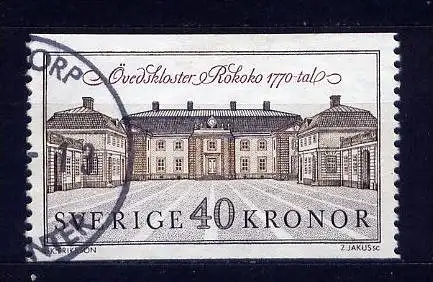 Övedskloster Rokoko 1770-tal
SVERIGE 40 KRONOR
Z. JAKUS sc